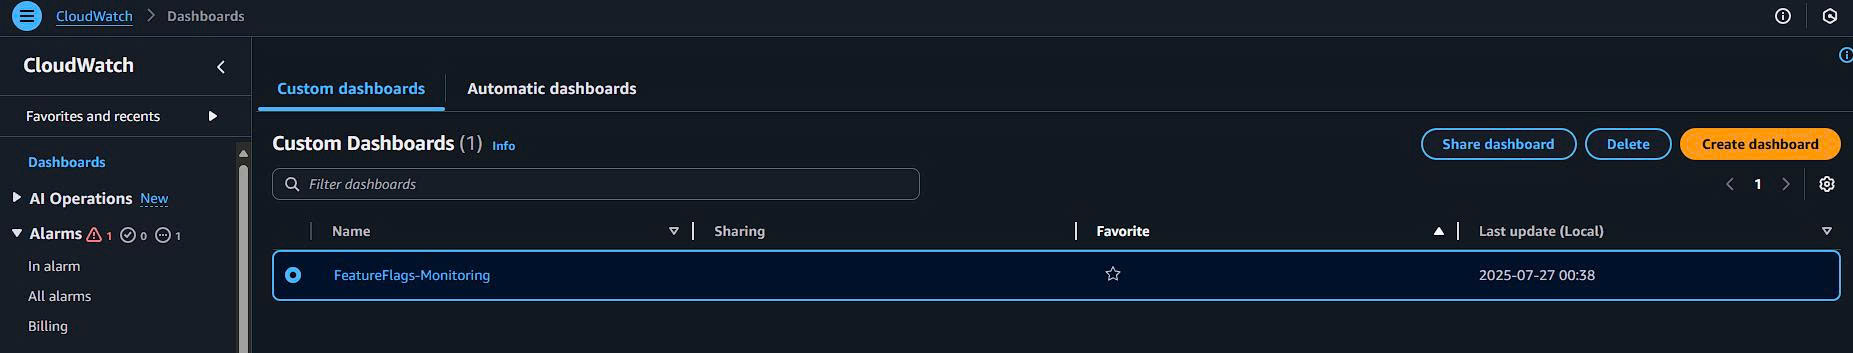 CloudWatch > Dashboards
CloudWatch
Favorites and recents
Dashboards
AI Operations New
Alarms 1 0 1
In alarm
All alarms
Billing
Custom dashboards Automatic dashboards
Custom Dashboards (1) Info
Share dashboard Delete Create dashboard
Filter dashboards
1
Name Sharing Favorite Last update (Local)
FeatureFlags-Monitoring 2025-07-27 00:38